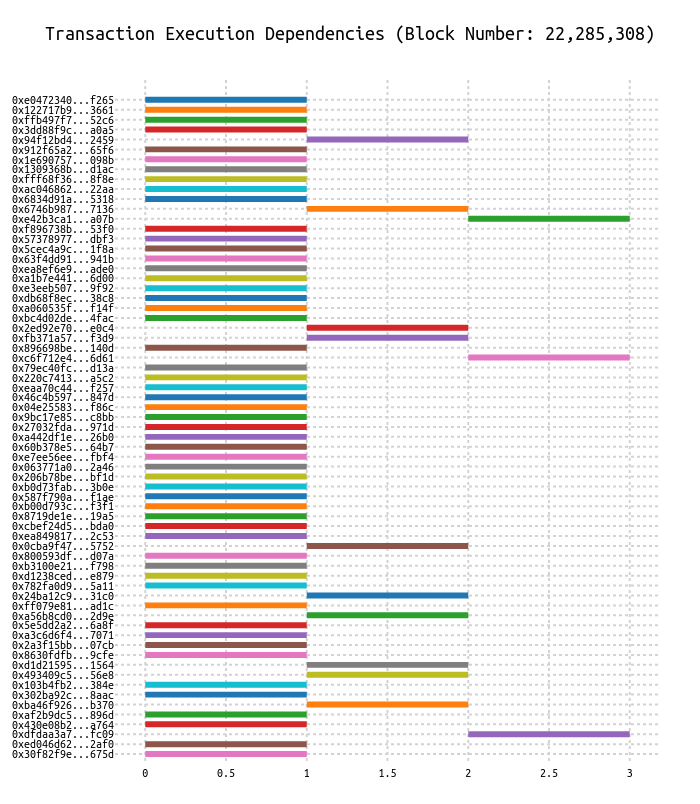 Transaction Execution Dependencies (Block Number: 22,285,308)
0xe0472340...f265
0x122717b9...3661
0xffb497f7...52c6
0x3dd88f9c...a0a5
0x94f12bd4...2459
0x912f65a2...65f6
0x1e690757...098b
0x1309368b...d1ac
0xfff68f36...8f8e
0xac046862...22aa
0x6834d91a...5318
0x6746b987...7136
0xe42b3ca1...a07b
0xf896738b...53f0
0x57378977...dbf3
0x5cec4a9c...1f8a
0x63f4dd91...941b
0xea8ef6e9...ade0
0xa1b7e441...6d00
0xe3eeb507...9f92
0xdb68f8ec...38c8
0xa060535f...f14f
0xbc4d02de...4fac
0x2ed92e70...e0c4
0xfb371a57...f3d9
0x896698be...140d
0xc6f712e4...6d61
0x79ec40fc...d13a
0x220c7413...a5c2
0xeaa70c44...f257
0x46c4b597...847d
0x04e25583...f86c
0x9bc17e85...c8bb
0x27032fda...971d
0xa442df1e...26b0
0x60b378e5...64b7
0xe7ee56ee...fbf4
0x063771a0...2a46
0x206b78be...bf1d
0xb0d73fab...3b0e
0x587f790a...f1ae
0xb00d793c...f3f1
0x8719de1e...19a5
0xcbef24d5...bda0
0xea849817...2c53
0x0cba9f47...5752
0x800593df...d07a
0xb3100e21...f798
0xd1238ced...e879
0x782fa0d9...5a11
0x24ba12c9...31c0
0xff079e81...ad1c
0xa56b8cd0...2d9e
0x5e5dd2a2...6a8f
0xa3c6d6f4...7071
0x2a3f15bb...07cb
0x8630fdfb...9cfe
0xd1d21595...1564
0x493409c5...56e8
0x103b4fb2...384e
0x302ba92c...8aac
0xba46f926...b370
0xaf2b9dc5...896d
0x430e08b2...a764
0xdfdaa3a7...fc09
0xed046d62...2af0
0x30f82f9e...675d
0 0.5 1 1.5 2 2.5 3